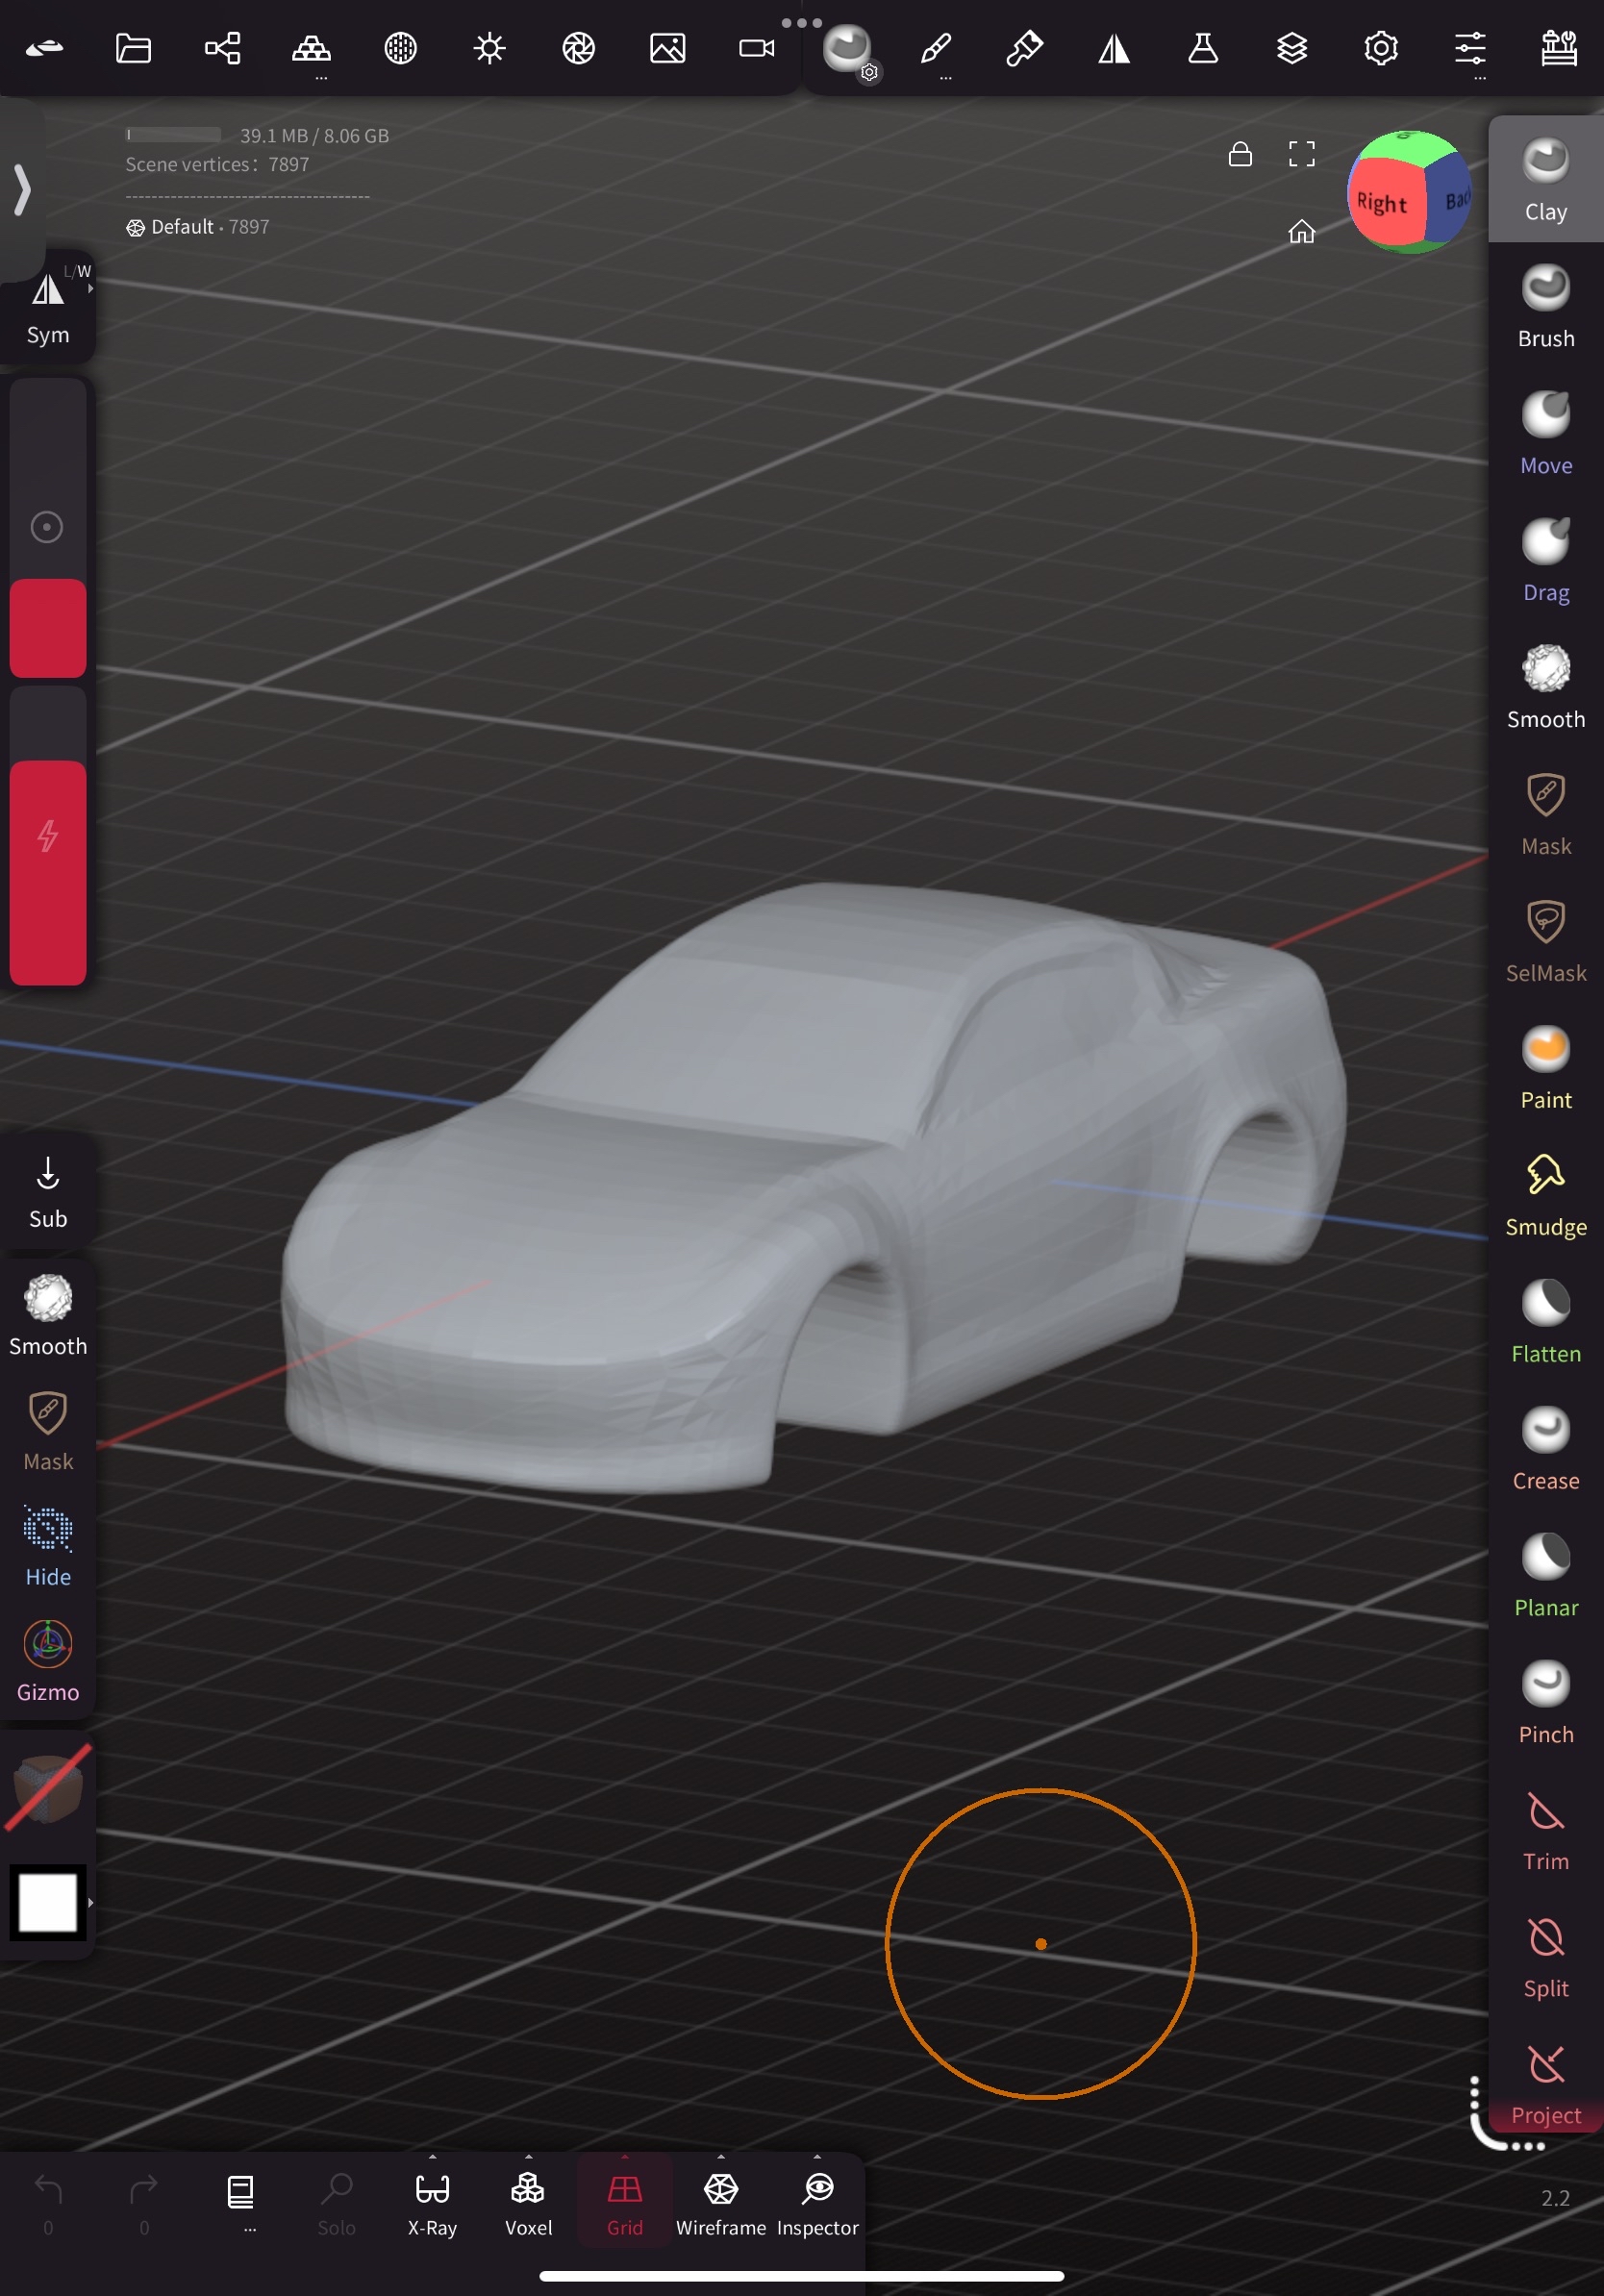 39.1 MB / 8.06 GB
Scene vertices: 7897
------------------------------
Default • 7897
Right
L/W
Sym
Sub
Smooth
Mask
Hide
Gizmo
Clay
Brush
Move
Drag
Smooth
Mask
SelMask
Paint
Smudge
Flatten
Crease
Planar
Pinch
Trim
Split
Project
2.2
0
0
...
Solo
X-Ray
Voxel
Grid
Wireframe
Inspector